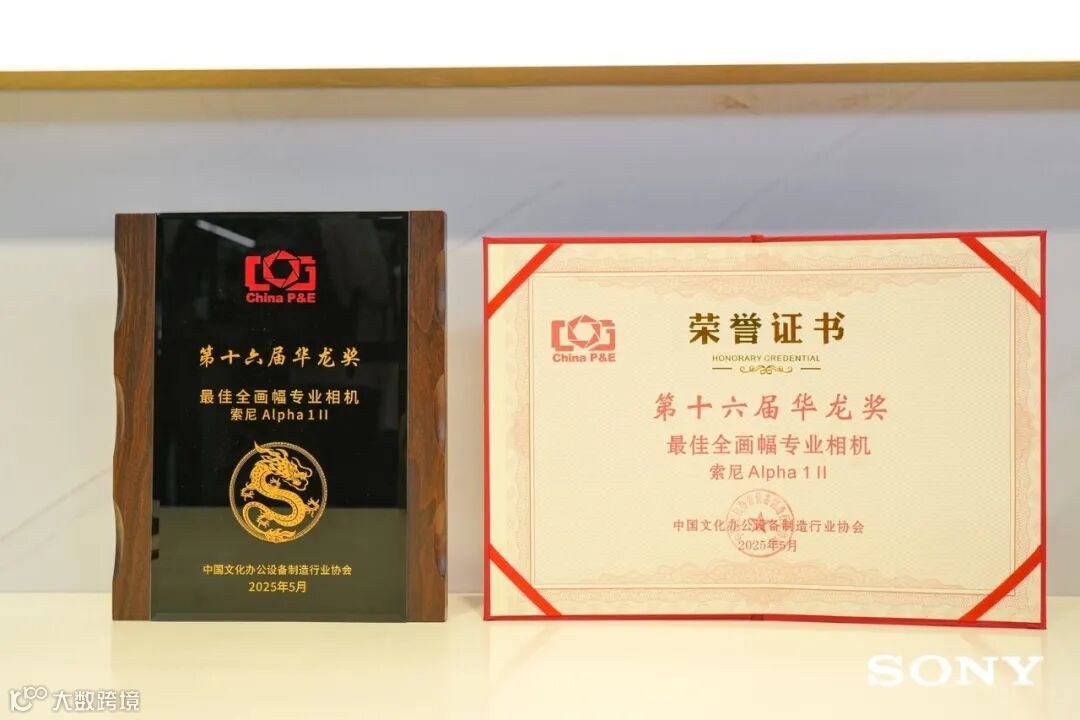 China P&E
第十六届华龙奖
最佳全画幅专业相机
索尼 Alpha 1 II
中国文化办公设备制造行业协会
2025年5月
China P&E
荣誉证书
HONORARY CREDENTIAL
第十六届华龙奖
最佳全画幅专业相机
索尼 Alpha 1 II
中国文化办公设备制造行业协会
2025年5月
SONY
大数跨境